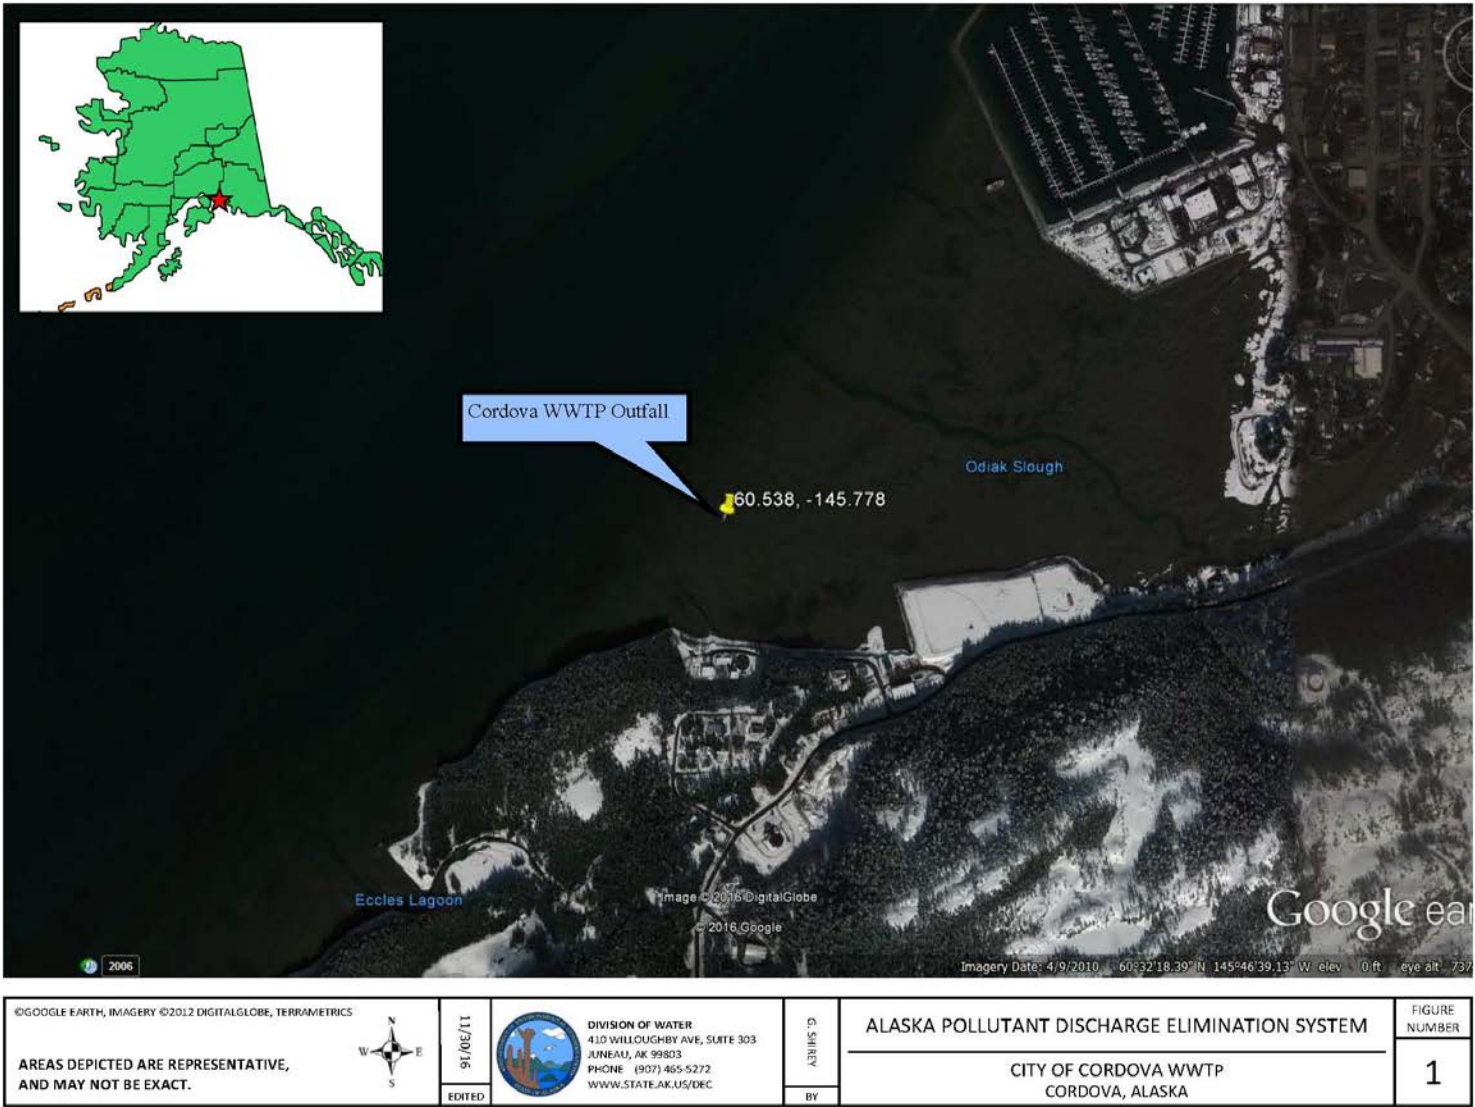 Cordova WWTP Outfall
60.538, -145.778
Odiak Slough
Eccles Lagoon
Image © 2016 DigitalGlobe
© 2016 Google
Google ear
2006
Imagery Date: 4/9/2010 60°32'18.39" N 145°46'39.13" W elev 0 ft eye alt 737
©GOOGLE EARTH, IMAGERY ©2012 DIGITALGLOBE, TERRAMETRICS
AREAS DEPICTED ARE REPRESENTATIVE,
AND MAY NOT BE EXACT.
N
W E
S
11/30/16
EDITED
DIVISION OF WATER
410 WILLOUGHBY AVE, SUITE 303
JUNEAU, AK 99803
PHONE (907) 465-5272
WWW.STATE.AK.US/DEC
G. SHIREY
BY
ALASKA POLLUTANT DISCHARGE ELIMINATION SYSTEM
CITY OF CORDOVA WWTP
CORDOVA, ALASKA
FIGURE
NUMBER
1